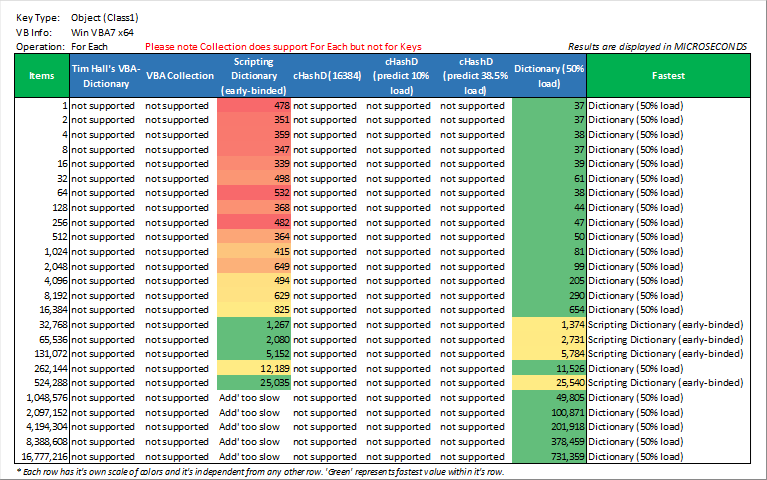 Key Type: Object (Class1)
VB Info: Win VBA7 x64
Operation: For Each Please note Collection does support For Each but not for Keys Results are displayed in MICROSECONDS
Items Tim Hall's VBA-Dictionary VBA Collection Scripting Dictionary (early-binded) cHashD (16384) cHashD (predict 10% load) cHashD (predict 38.5% load) Dictionary (50% load) Fastest
1 not supported not supported 478 not supported not supported not supported 37 Dictionary (50% load)
2 not supported not supported 351 not supported not supported not supported 37 Dictionary (50% load)
4 not supported not supported 359 not supported not supported not supported 38 Dictionary (50% load)
8 not supported not supported 347 not supported not supported not supported 37 Dictionary (50% load)
16 not supported not supported 339 not supported not supported not supported 39 Dictionary (50% load)
32 not supported not supported 498 not supported not supported not supported 61 Dictionary (50% load)
64 not supported not supported 532 not supported not supported not supported 38 Dictionary (50% load)
128 not supported not supported 368 not supported not supported not supported 44 Dictionary (50% load)
256 not supported not supported 482 not supported not supported not supported 47 Dictionary (50% load)
512 not supported not supported 364 not supported not supported not supported 50 Dictionary (50% load)
1,024 not supported not supported 415 not supported not supported not supported 81 Dictionary (50% load)
2,048 not supported not supported 649 not supported not supported not supported 99 Dictionary (50% load)
4,096 not supported not supported 494 not supported not supported not supported 205 Dictionary (50% load)
8,192 not supported not supported 629 not supported not supported not supported 290 Dictionary (50% load)
16,384 not supported not supported 825 not supported not supported not supported 654 Dictionary (50% load)
32,768 not supported not supported 1,267 not supported not supported not supported 1,374 Scripting Dictionary (early-binded)
65,536 not supported not supported 2,080 not supported not supported not supported 2,731 Scripting Dictionary (early-binded)
131,072 not supported not supported 5,152 not supported not supported not supported 5,784 Scripting Dictionary (early-binded)
262,144 not supported not supported 12,189 not supported not supported not supported 11,526 Dictionary (50% load)
524,288 not supported not supported 25,035 not supported not supported not supported 25,540 Scripting Dictionary (early-binded)
1,048,576 not supported not supported Add' too slow not supported not supported not supported 49,805 Dictionary (50% load)
2,097,152 not supported not supported Add' too slow not supported not supported not supported 100,871 Dictionary (50% load)
4,194,304 not supported not supported Add' too slow not supported not supported not supported 201,918 Dictionary (50% load)
8,388,608 not supported not supported Add' too slow not supported not supported not supported 378,459 Dictionary (50% load)
16,777,216 not supported not supported Add' too slow not supported not supported not supported 731,359 Dictionary (50% load)
* Each row has it's own scale of colors and it's independent from any other row. 'Green' represents fastest value within it's row.